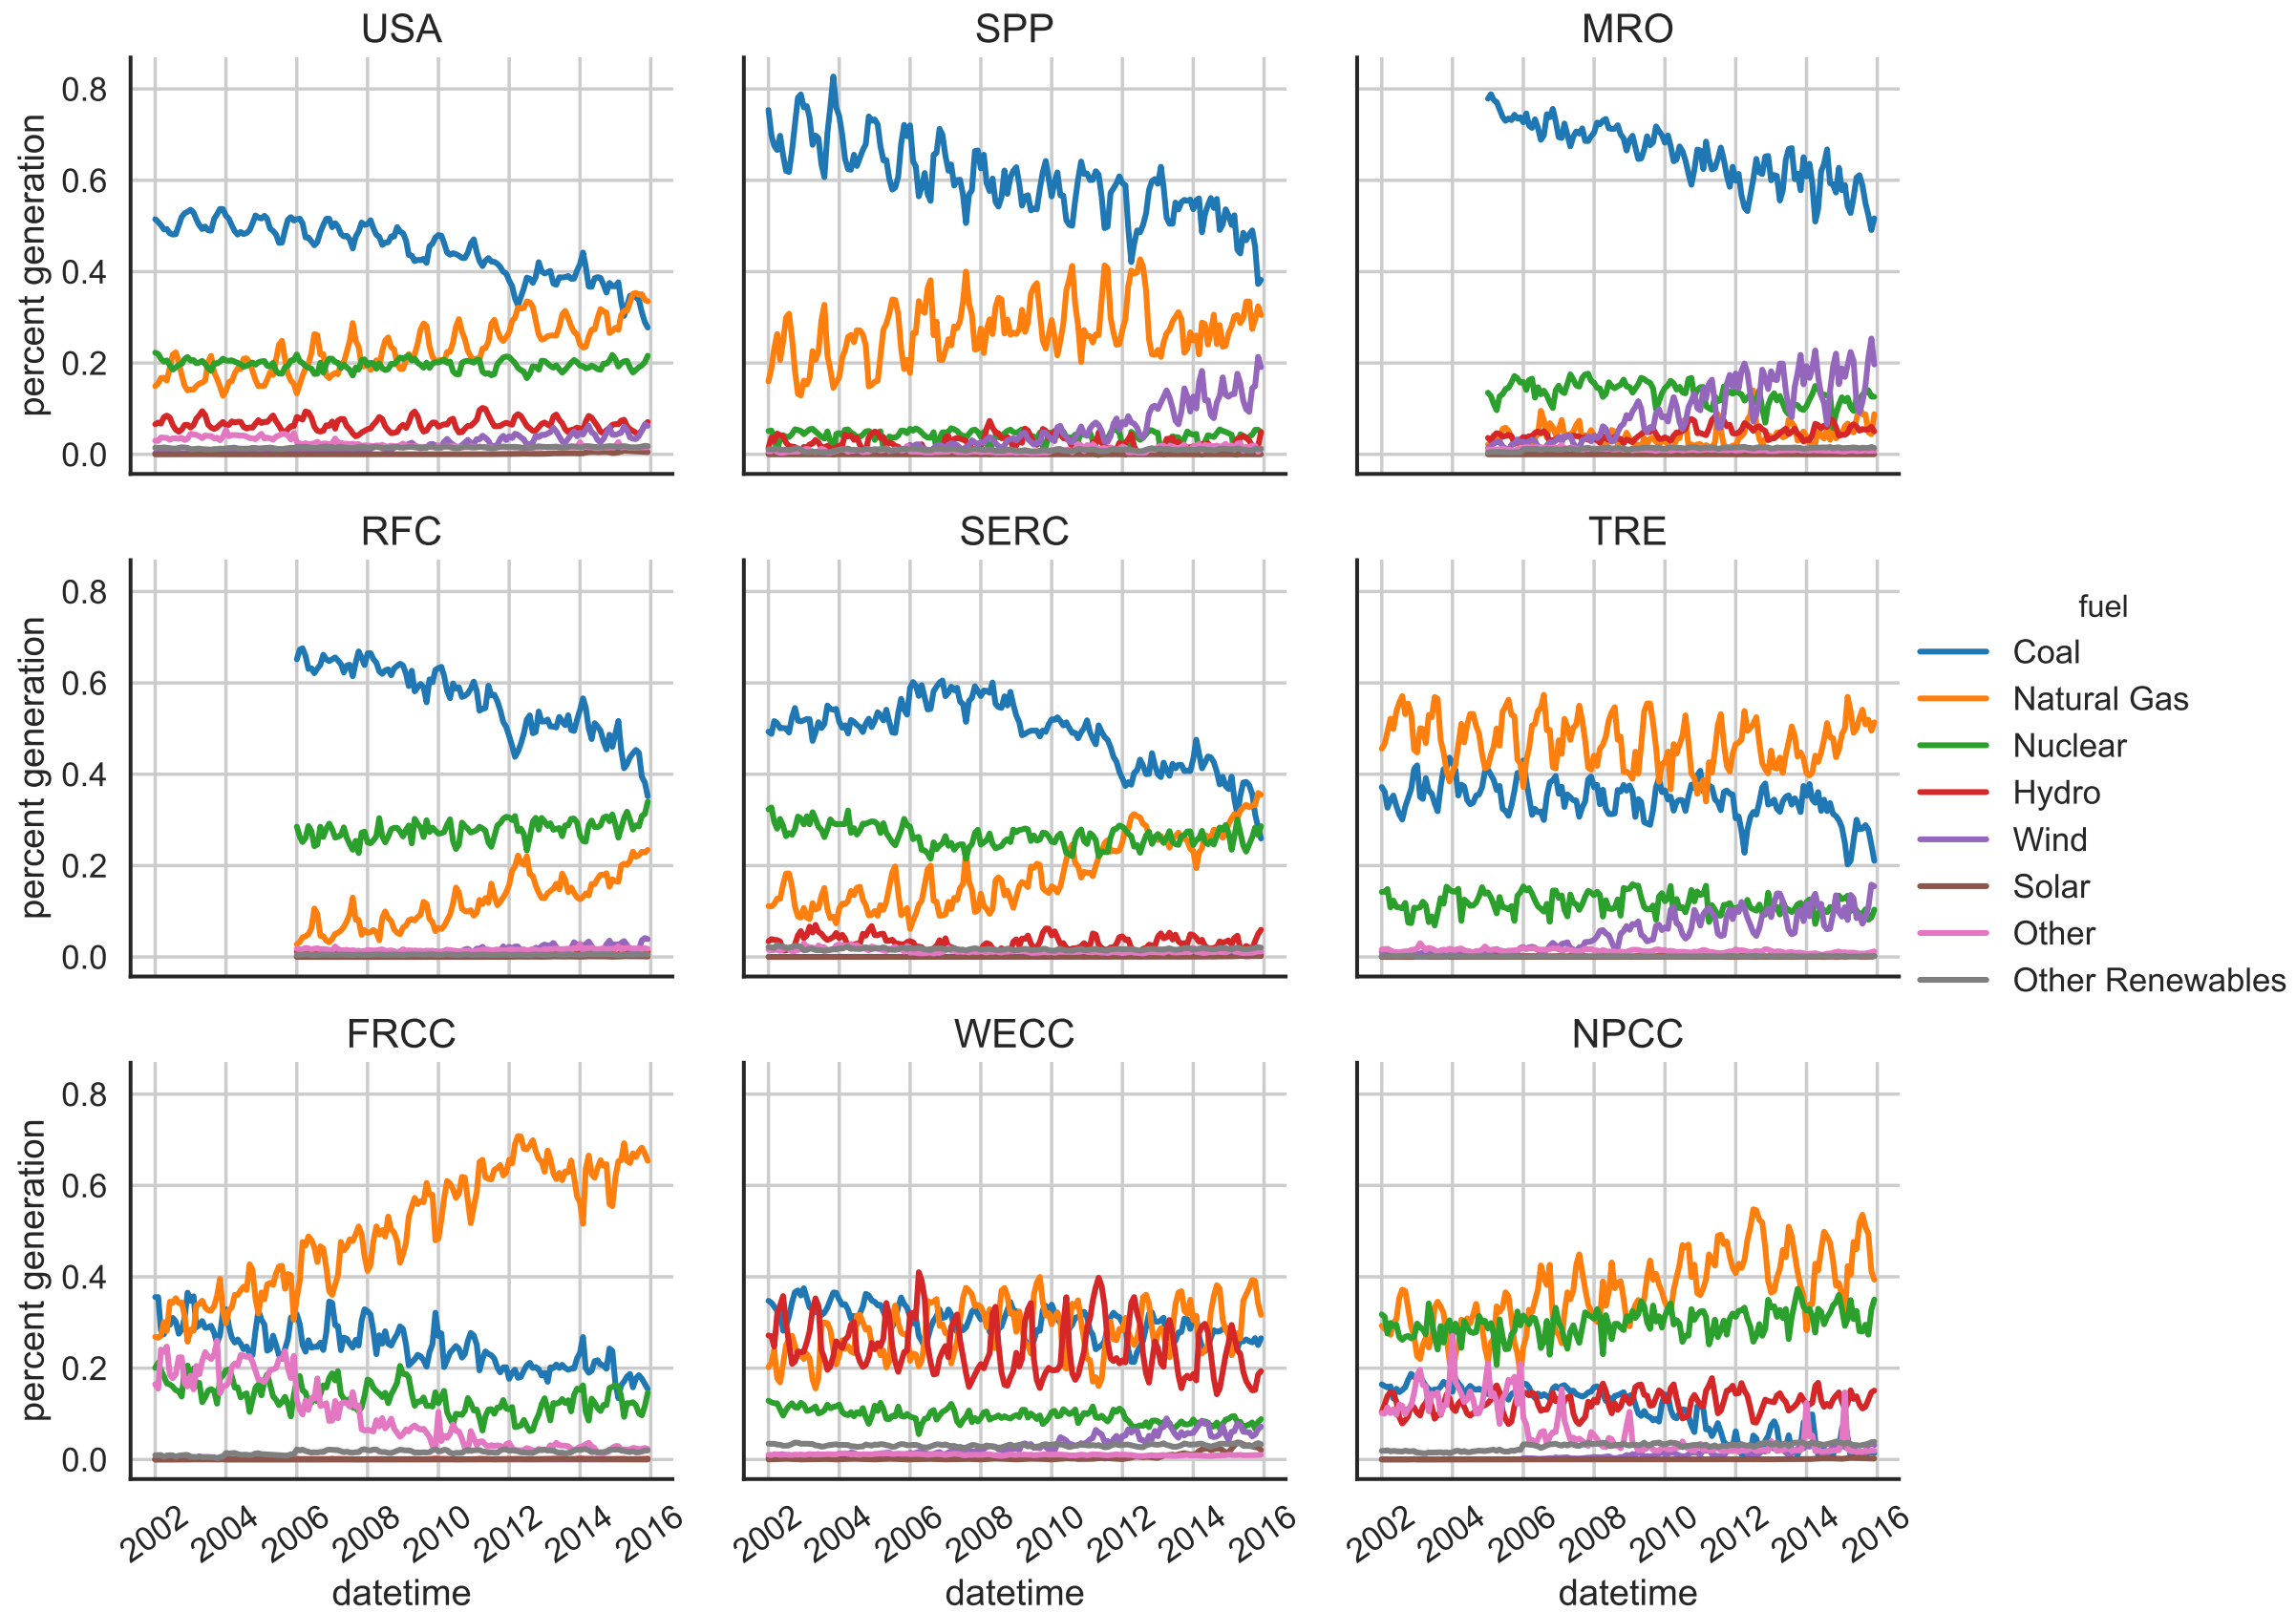 USA
SPP
MRO
percent generation
0.8
0.6
0.4
0.2
0.0
RFC
SERC
TRE
percent generation
0.8
0.6
0.4
0.2
0.0
fuel
Coal
Natural Gas
Nuclear
Hydro
Wind
Solar
Other
Other Renewables
FRCC
WECC
NPCC
percent generation
0.8
0.6
0.4
0.2
0.0
2002 2004 2006 2008 2010 2012 2014 2016
2002 2004 2006 2008 2010 2012 2014 2016
2002 2004 2006 2008 2010 2012 2014 2016
datetime
datetime
datetime